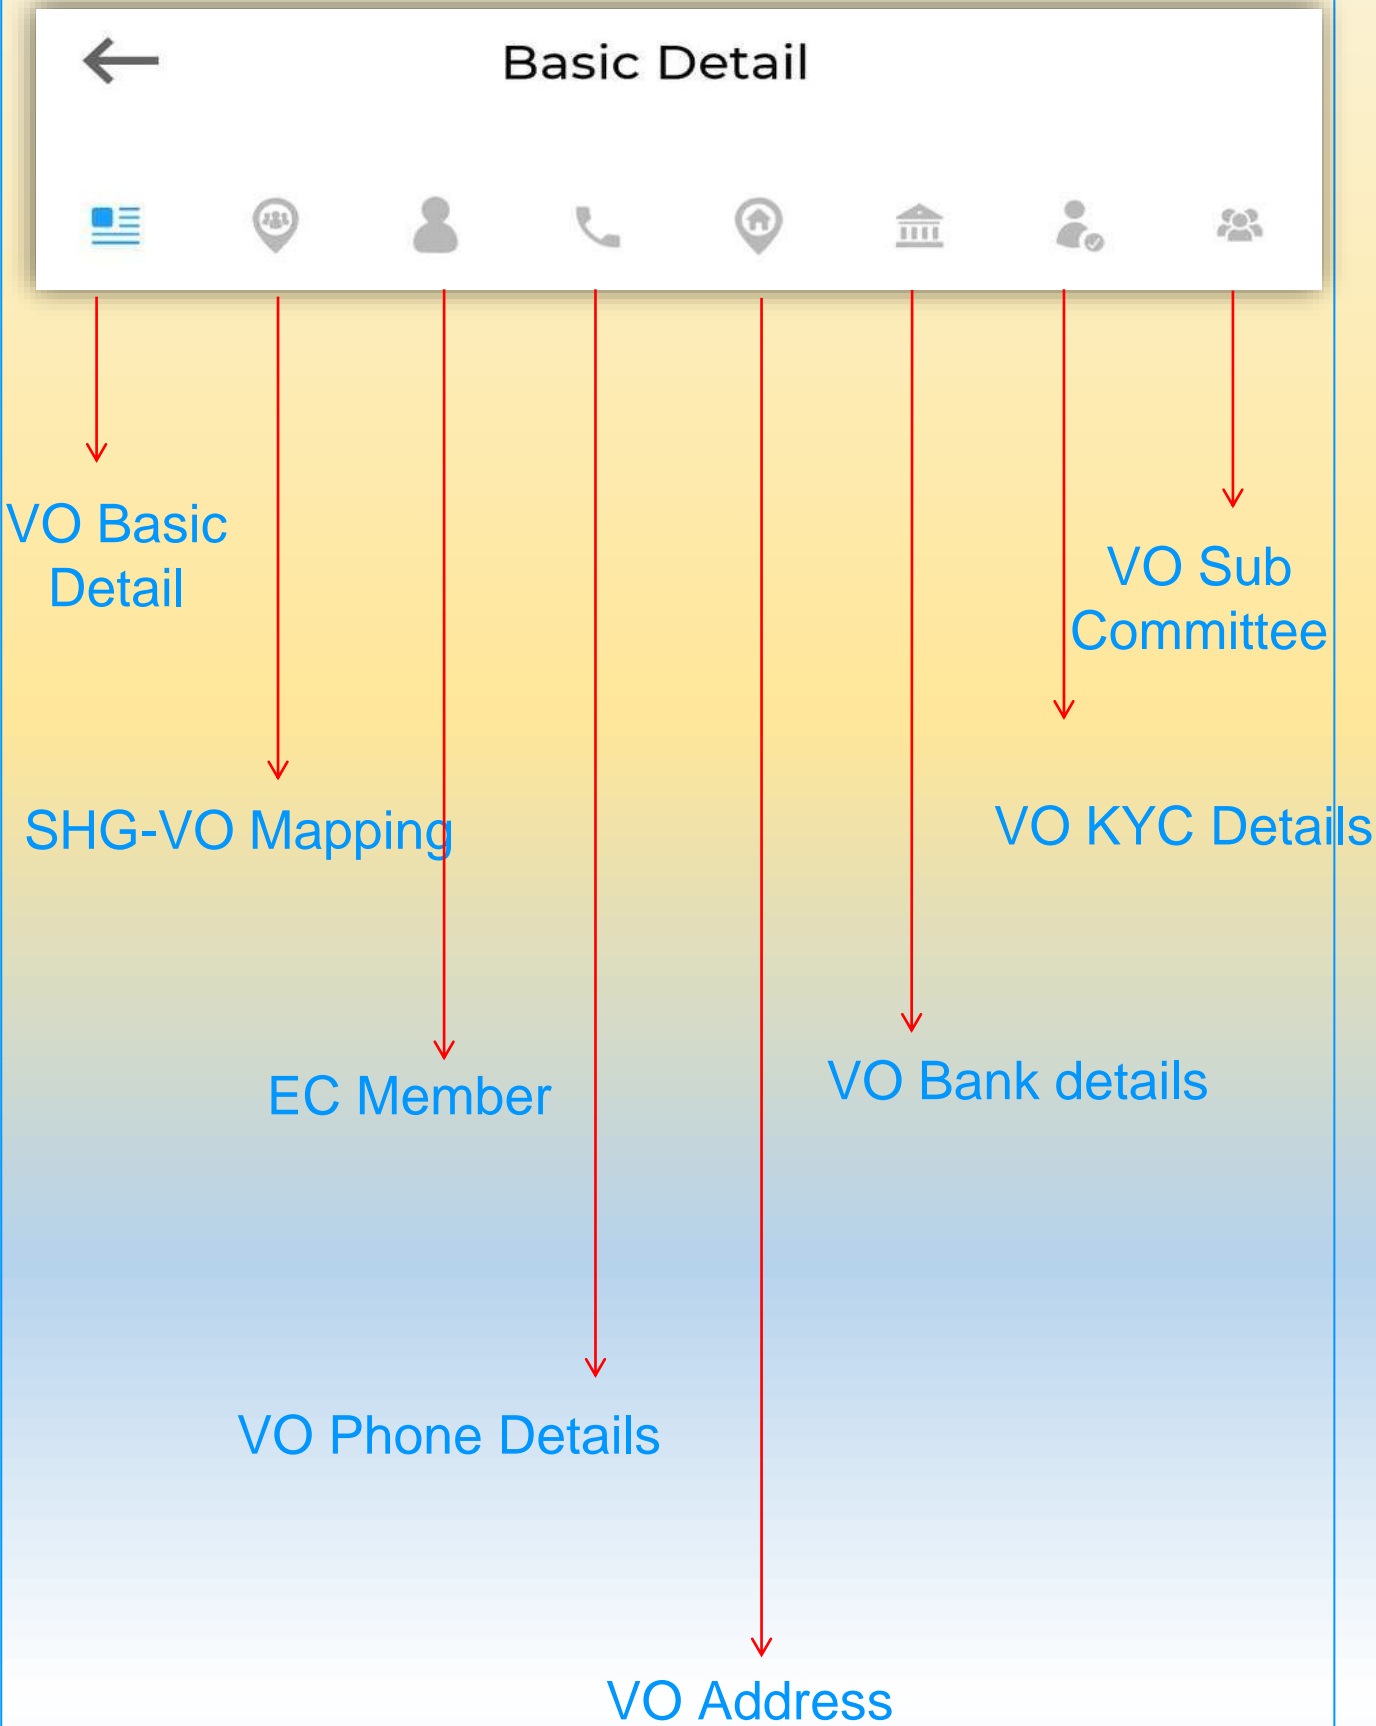 Basic Detail
VO Basic
Detail
VO Sub
Committee
SHG-VO Mapping
VO KYC Details
EC Member
VO Bank details
VO Phone Details
VO Address